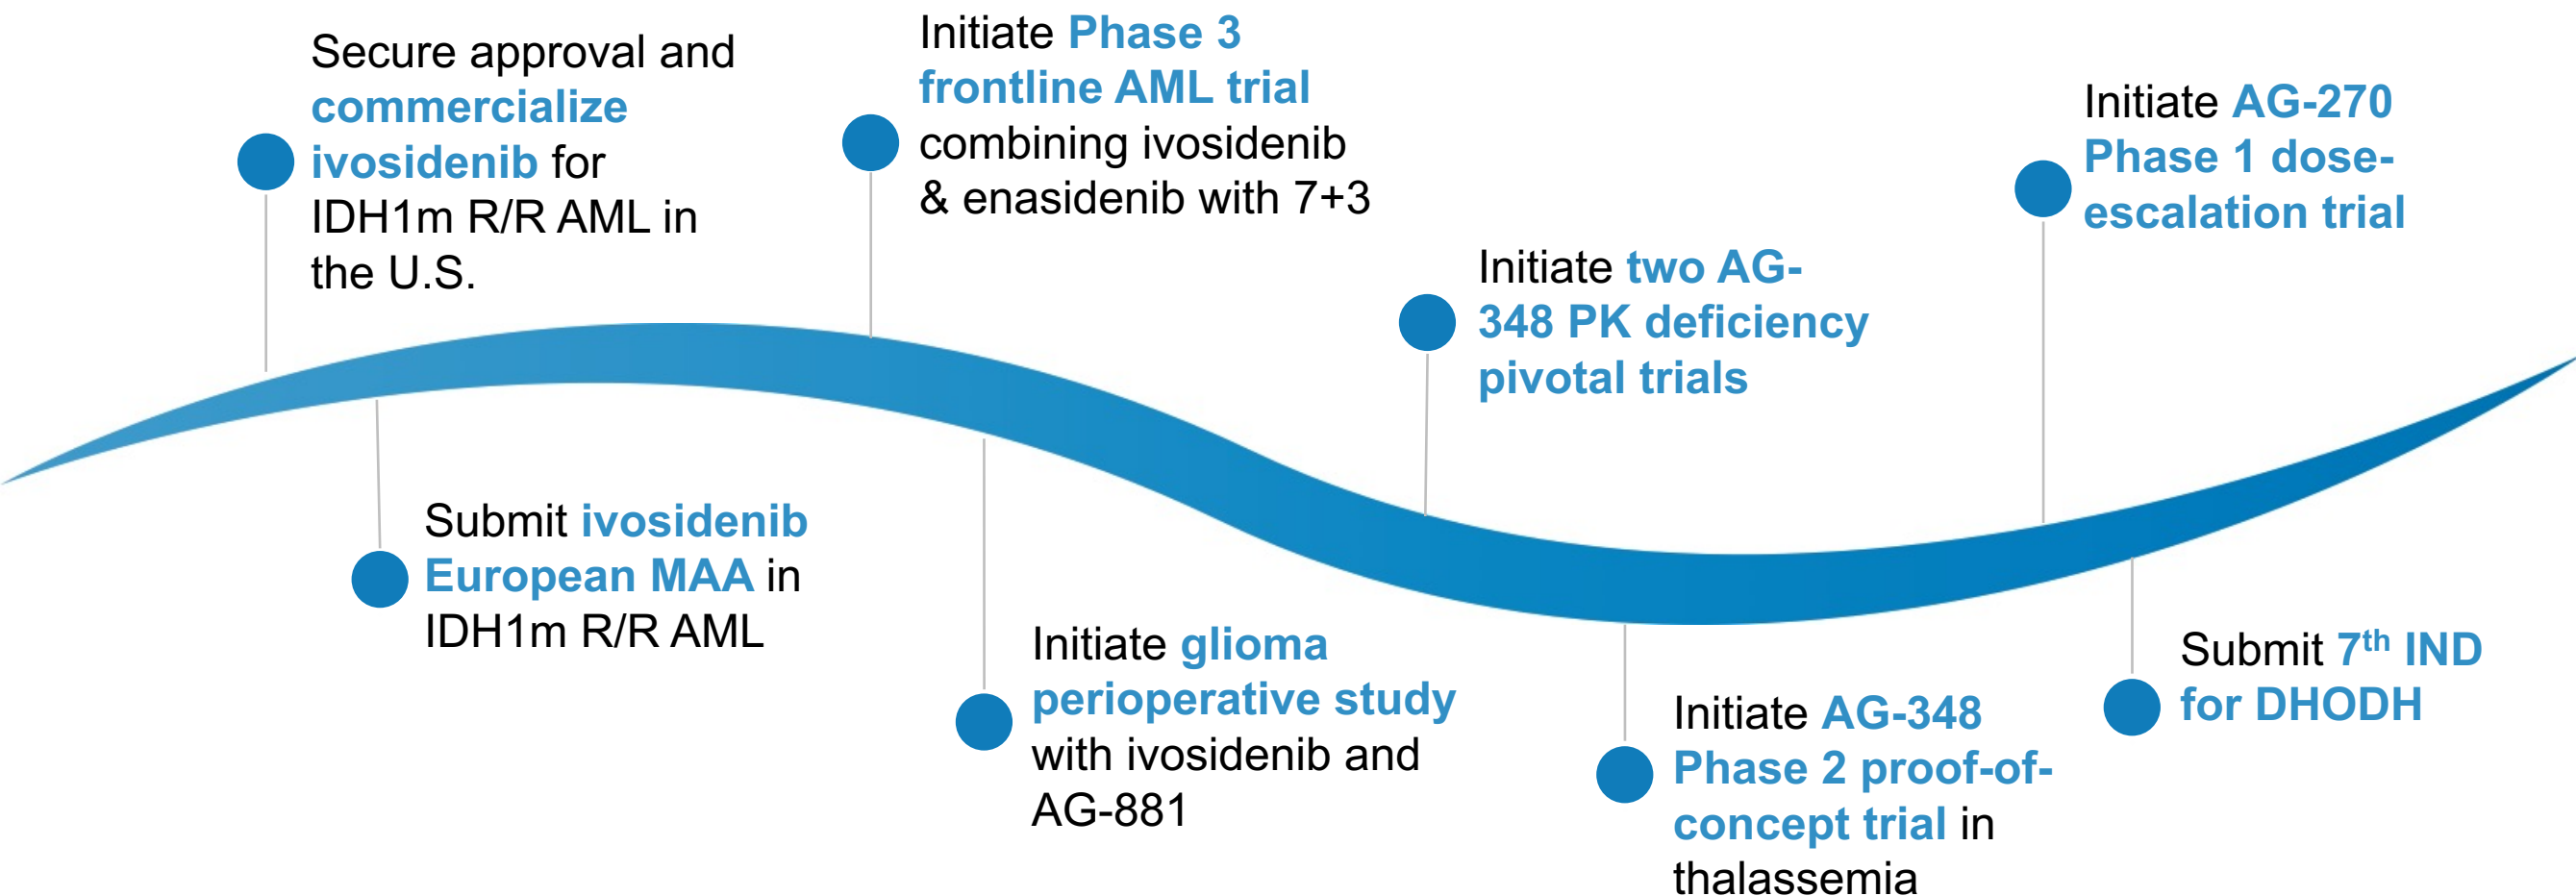 Secure approval and
commercialize
ivosidenib for
IDH1m R/R AML in
the U.S.
Submit ivosidenib
European MAA in
IDH1m R/R AML
Initiate Phase 3
frontline AML trial
combining ivosidenib
& enasidenib with 7+3
Initiate glioma
perioperative study
with ivosidenib and
AG-881
Initiate two AG-
348 PK deficiency
pivotal trials
Initiate AG-348
Phase 2 proof-of-
concept trial in
thalassemia
Initiate AG-270
Phase 1 dose-
escalation trial
Submit 7th IND
for DHODH